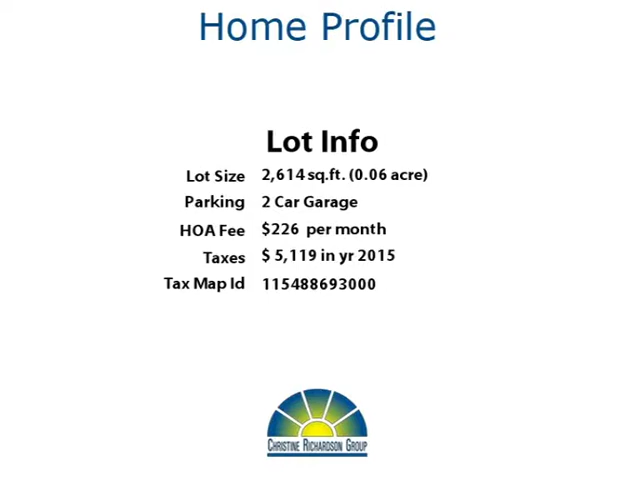 Home Profile
Lot Info
Lot Size 2,614 sq.ft. (0.06 acre)
Parking 2 Car Garage
HOA Fee $226 per month
Taxes $ 5,119 in yr 2015
Tax Map Id 115488693000
CHRISTINE RICHARDSON GROUP